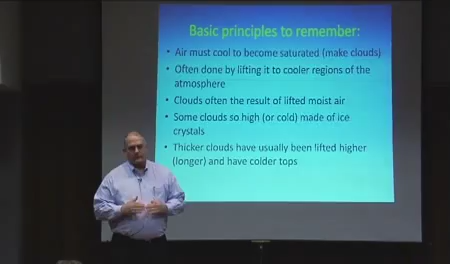 Basic principles to remember:
• Air must cool to become saturated (make clouds)
• Often done by lifting it to cooler regions of the
atmosphere
• Clouds often the result of lifted moist air
• Some clouds so high (or cold) made of ice
crystals
• Thicker clouds have usually been lifted higher
(longer) and have colder tops